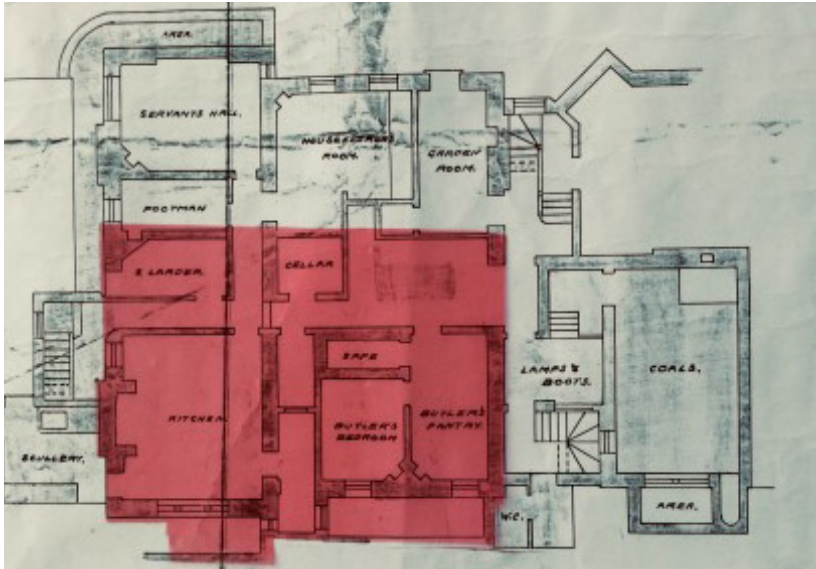 AREA.
SERVANTS HALL.
HOUSEKEEPERS
ROOM.
GARDEN
ROOM.
FOOTMAN
S. LARDER.
CELLAR
SAFE
KITCHEN.
BUTLER'S
BEDROOM
BUTLER'S
PANTRY.
LAMPS &
BOOTS.
COALS.
SCULLERY.
W.C.
AREA.